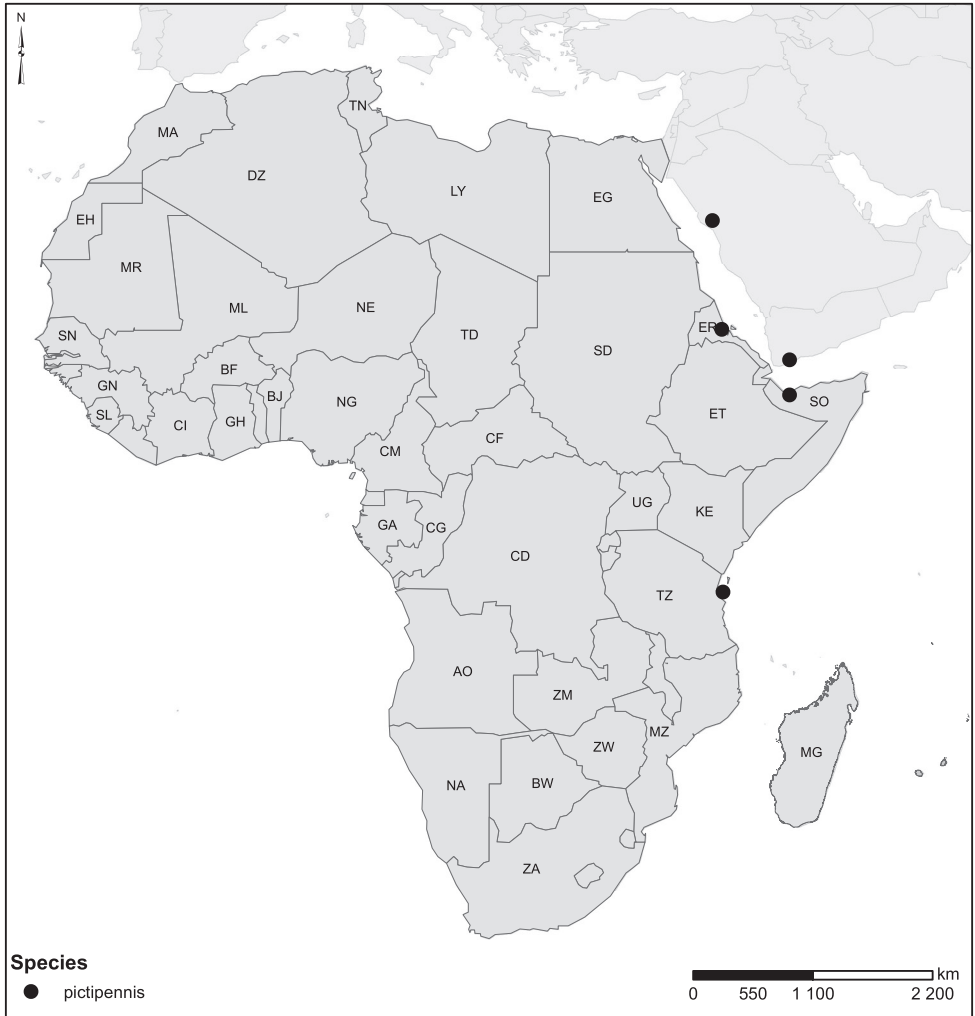 N
TN
MA
DZ
LY
EG
EH
MR
ML
NE
TD
SD
ER
SN
BF
GN
BJ
NG
ET
SO
SL
CI
GH
CM
CF
UG
KE
GA
CG
CD
TZ
AO
ZM
MZ
ZW
MG
NA
BW
ZA
Species
pictipennis
km
0 550 1 100 2 200